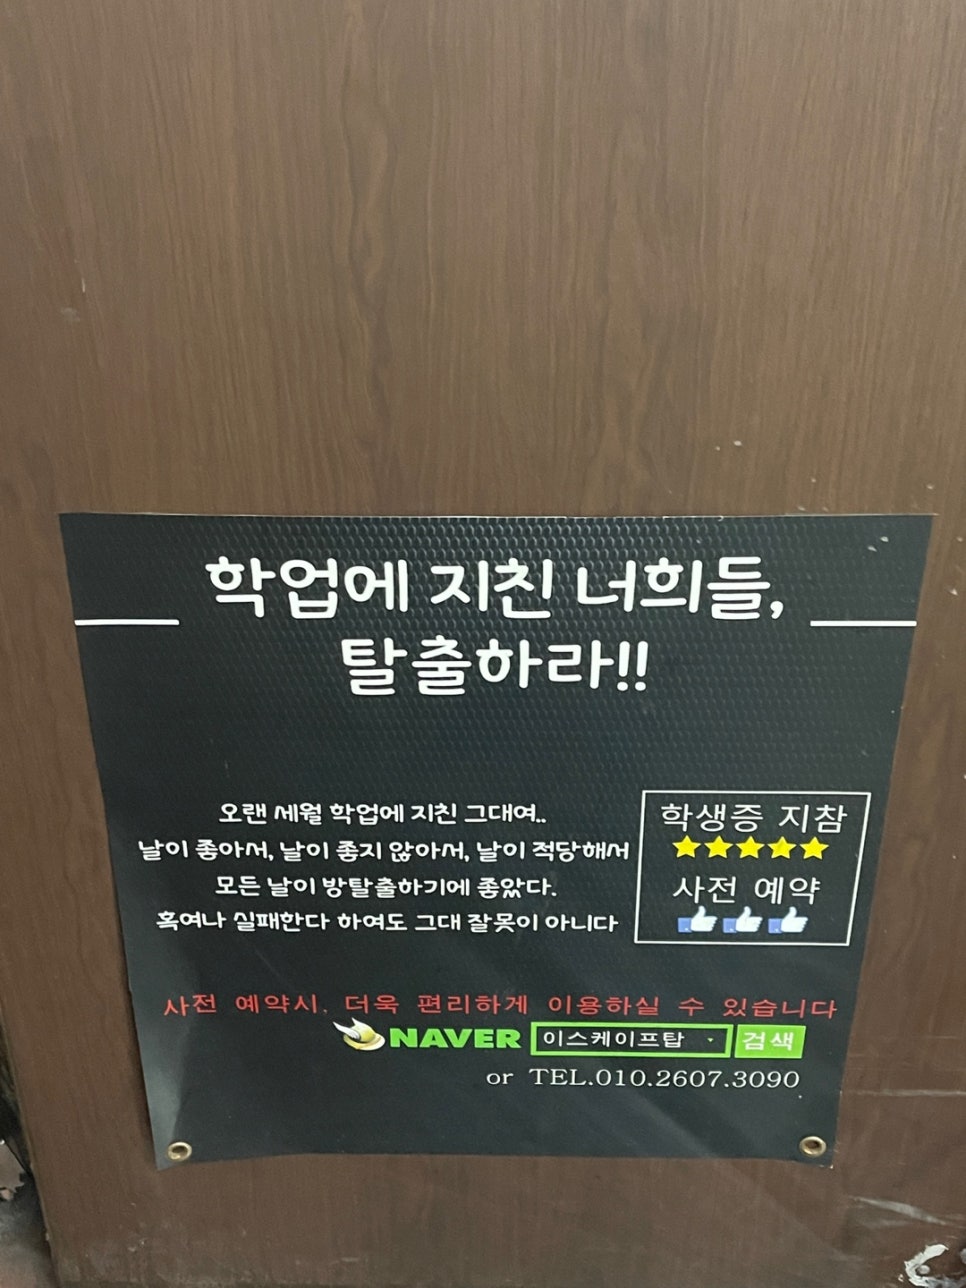 학업에 지친 너희들,
탈출하라!!
오랜 세월 학업에 지친 그대여..
날이 좋아서, 날이 좋지 않아서, 날이 적당해서
모든 날이 방탈출하기에 좋았다.
혹여나 실패한다 하여도 그대 잘못이 아니다
학생증 지참
사전 예약
사전 예약시, 더욱 편리하게 이용하실 수 있습니다
NAVER 이스케이프탑 검색
or TEL.010.2607.3090